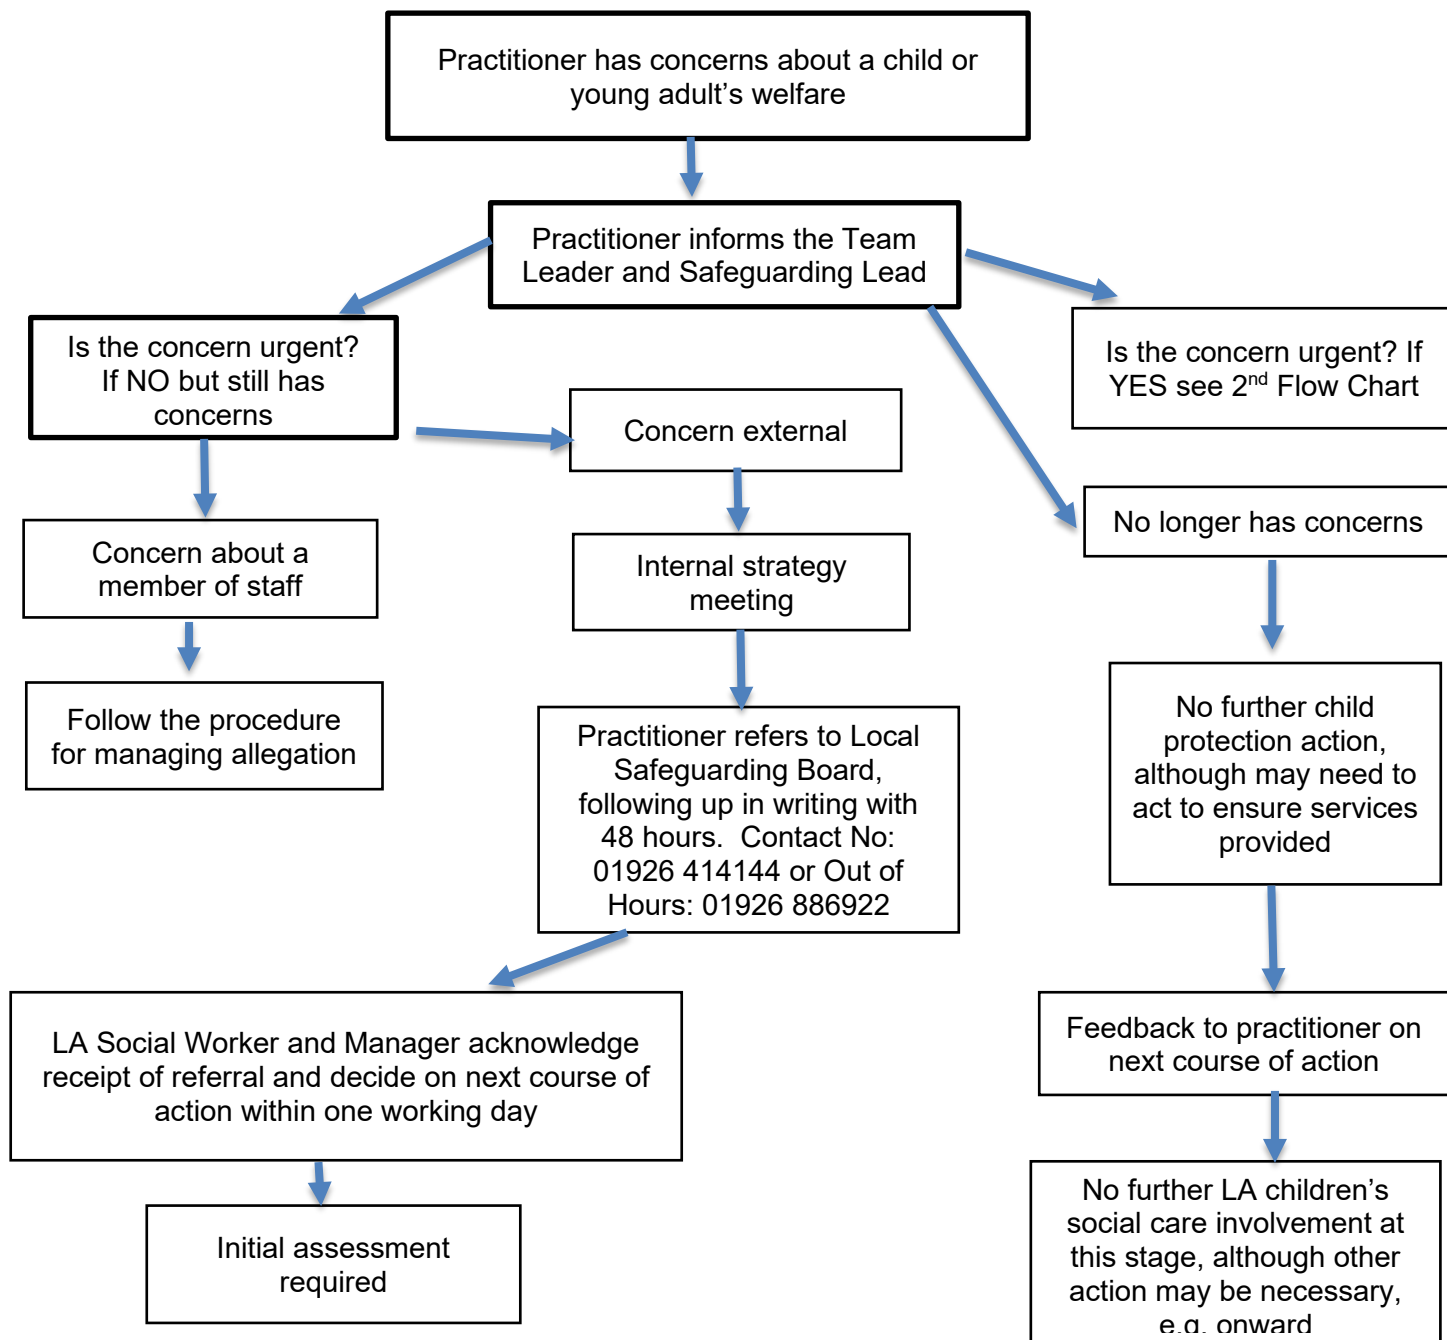 Practitioner has concerns about a child or
young adult’s welfare
Practitioner informs the Team
Leader and Safeguarding Lead
Is the concern urgent?
If NO but still has
concerns
Is the concern urgent? If
YES see 2nd Flow Chart
Concern external
No longer has concerns
Concern about a
member of staff
Internal strategy
meeting
Follow the procedure
for managing allegation
No further child
protection action,
although may need to
act to ensure services
provided
Practitioner refers to Local
Safeguarding Board,
following up in writing with
48 hours.  Contact No:
01926 414144 or Out of
Hours: 01926 886922
LA Social Worker and Manager acknowledge
receipt of referral and decide on next course of
action within one working day
Feedback to practitioner on
next course of action
Initial assessment
required
No further LA children’s
social care involvement at
this stage, although other
action may be necessary,
e.g. onward